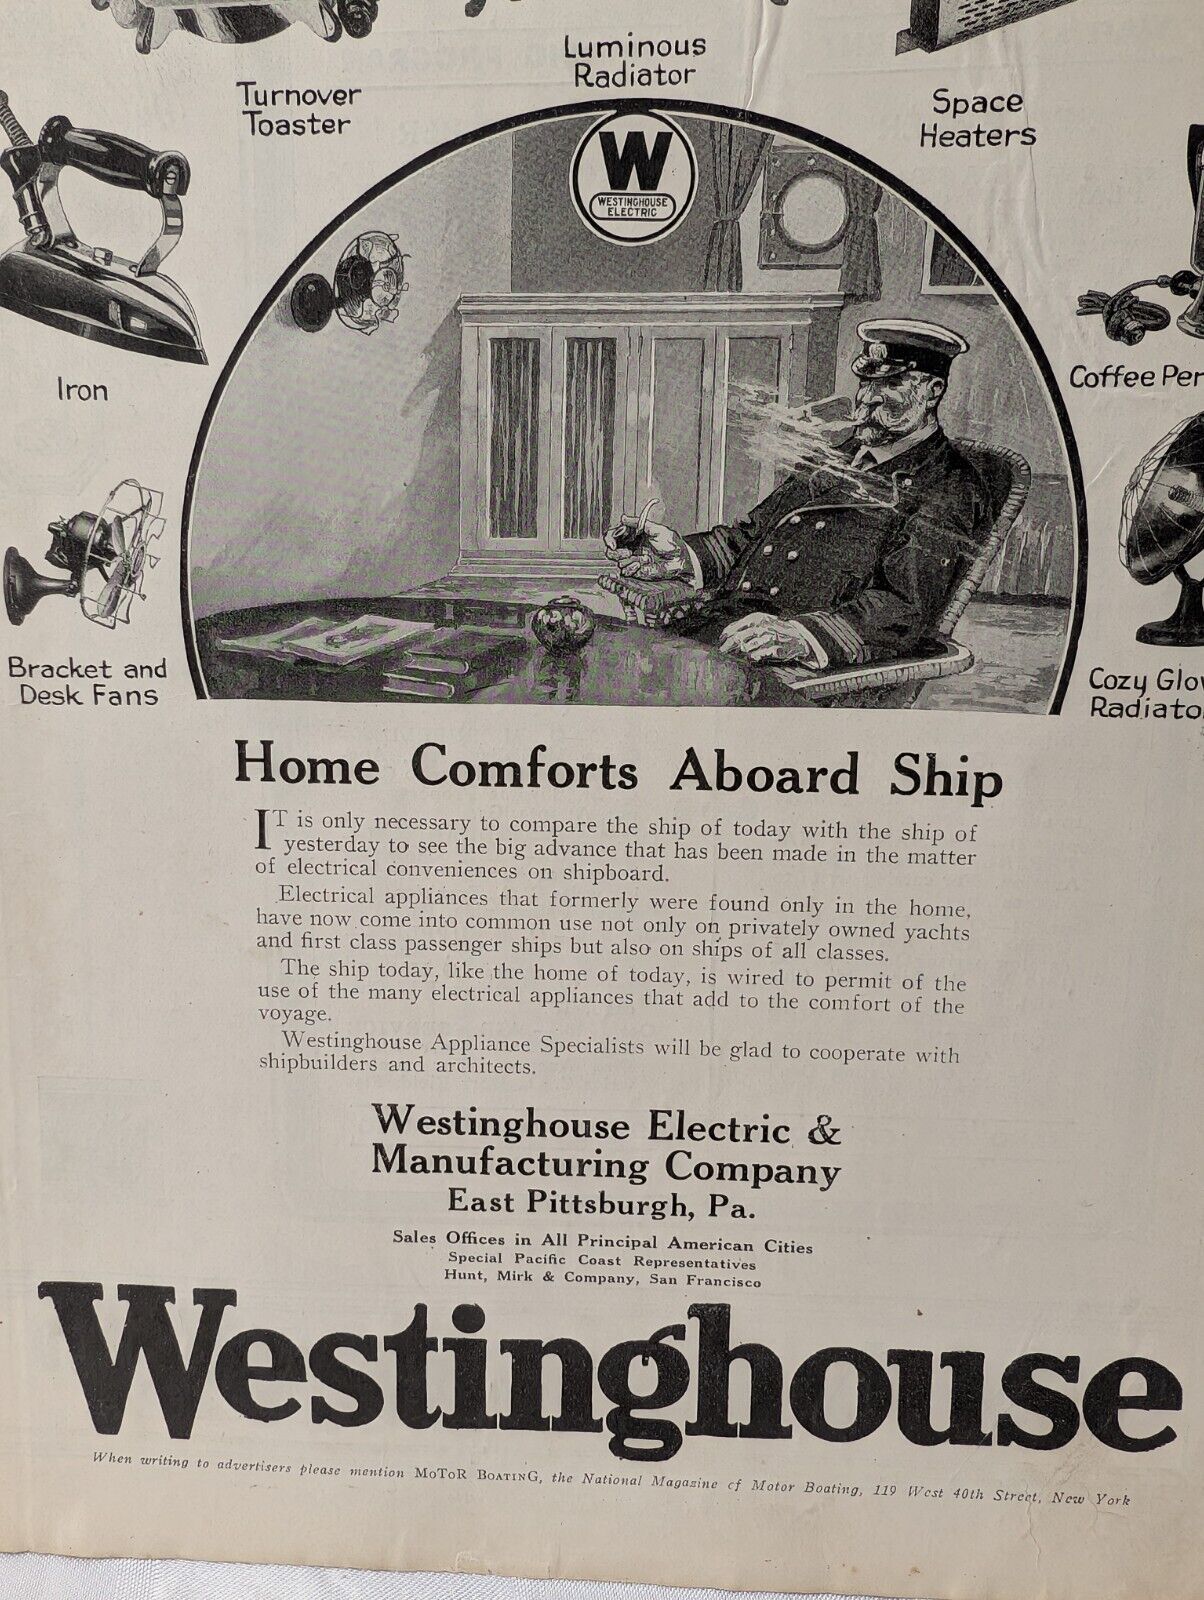 Luminous
Radiator
Turnover
Toaster
Space
Heaters
W
WESTINGHOUSE
ELECTRIC
Iron
Coffee Per
Bracket and
Desk Fans
Cozy Glo
Radiato
Home Comforts Aboard Ship
IT is only necessary to compare the ship of today with the ship of
yesterday to see the big advance that has been made in the matter
of electrical conveniences on shipboard.
Electrical appliances that formerly were found only in the home,
have now come into common use not only on privately owned yachts
and first class passenger ships but also on ships of all classes.
The ship today, like the home of today, is wired to permit of the
use of the many electrical appliances that add to the comfort of the
voyage.
Westinghouse Appliance Specialists will be glad to cooperate with
shipbuilders and architects.
Westinghouse Electric &
Manufacturing Company
East Pittsburgh, Pa.
Sales Offices in All Principal American Cities
Special Pacific Coast Representatives
Hunt, Mirk & Company, San Francisco
Westinghouse
When writing to advertisers please mention MoToR BOATING, the National Magazine of Motor Boating, 119 West 40th Street, New York